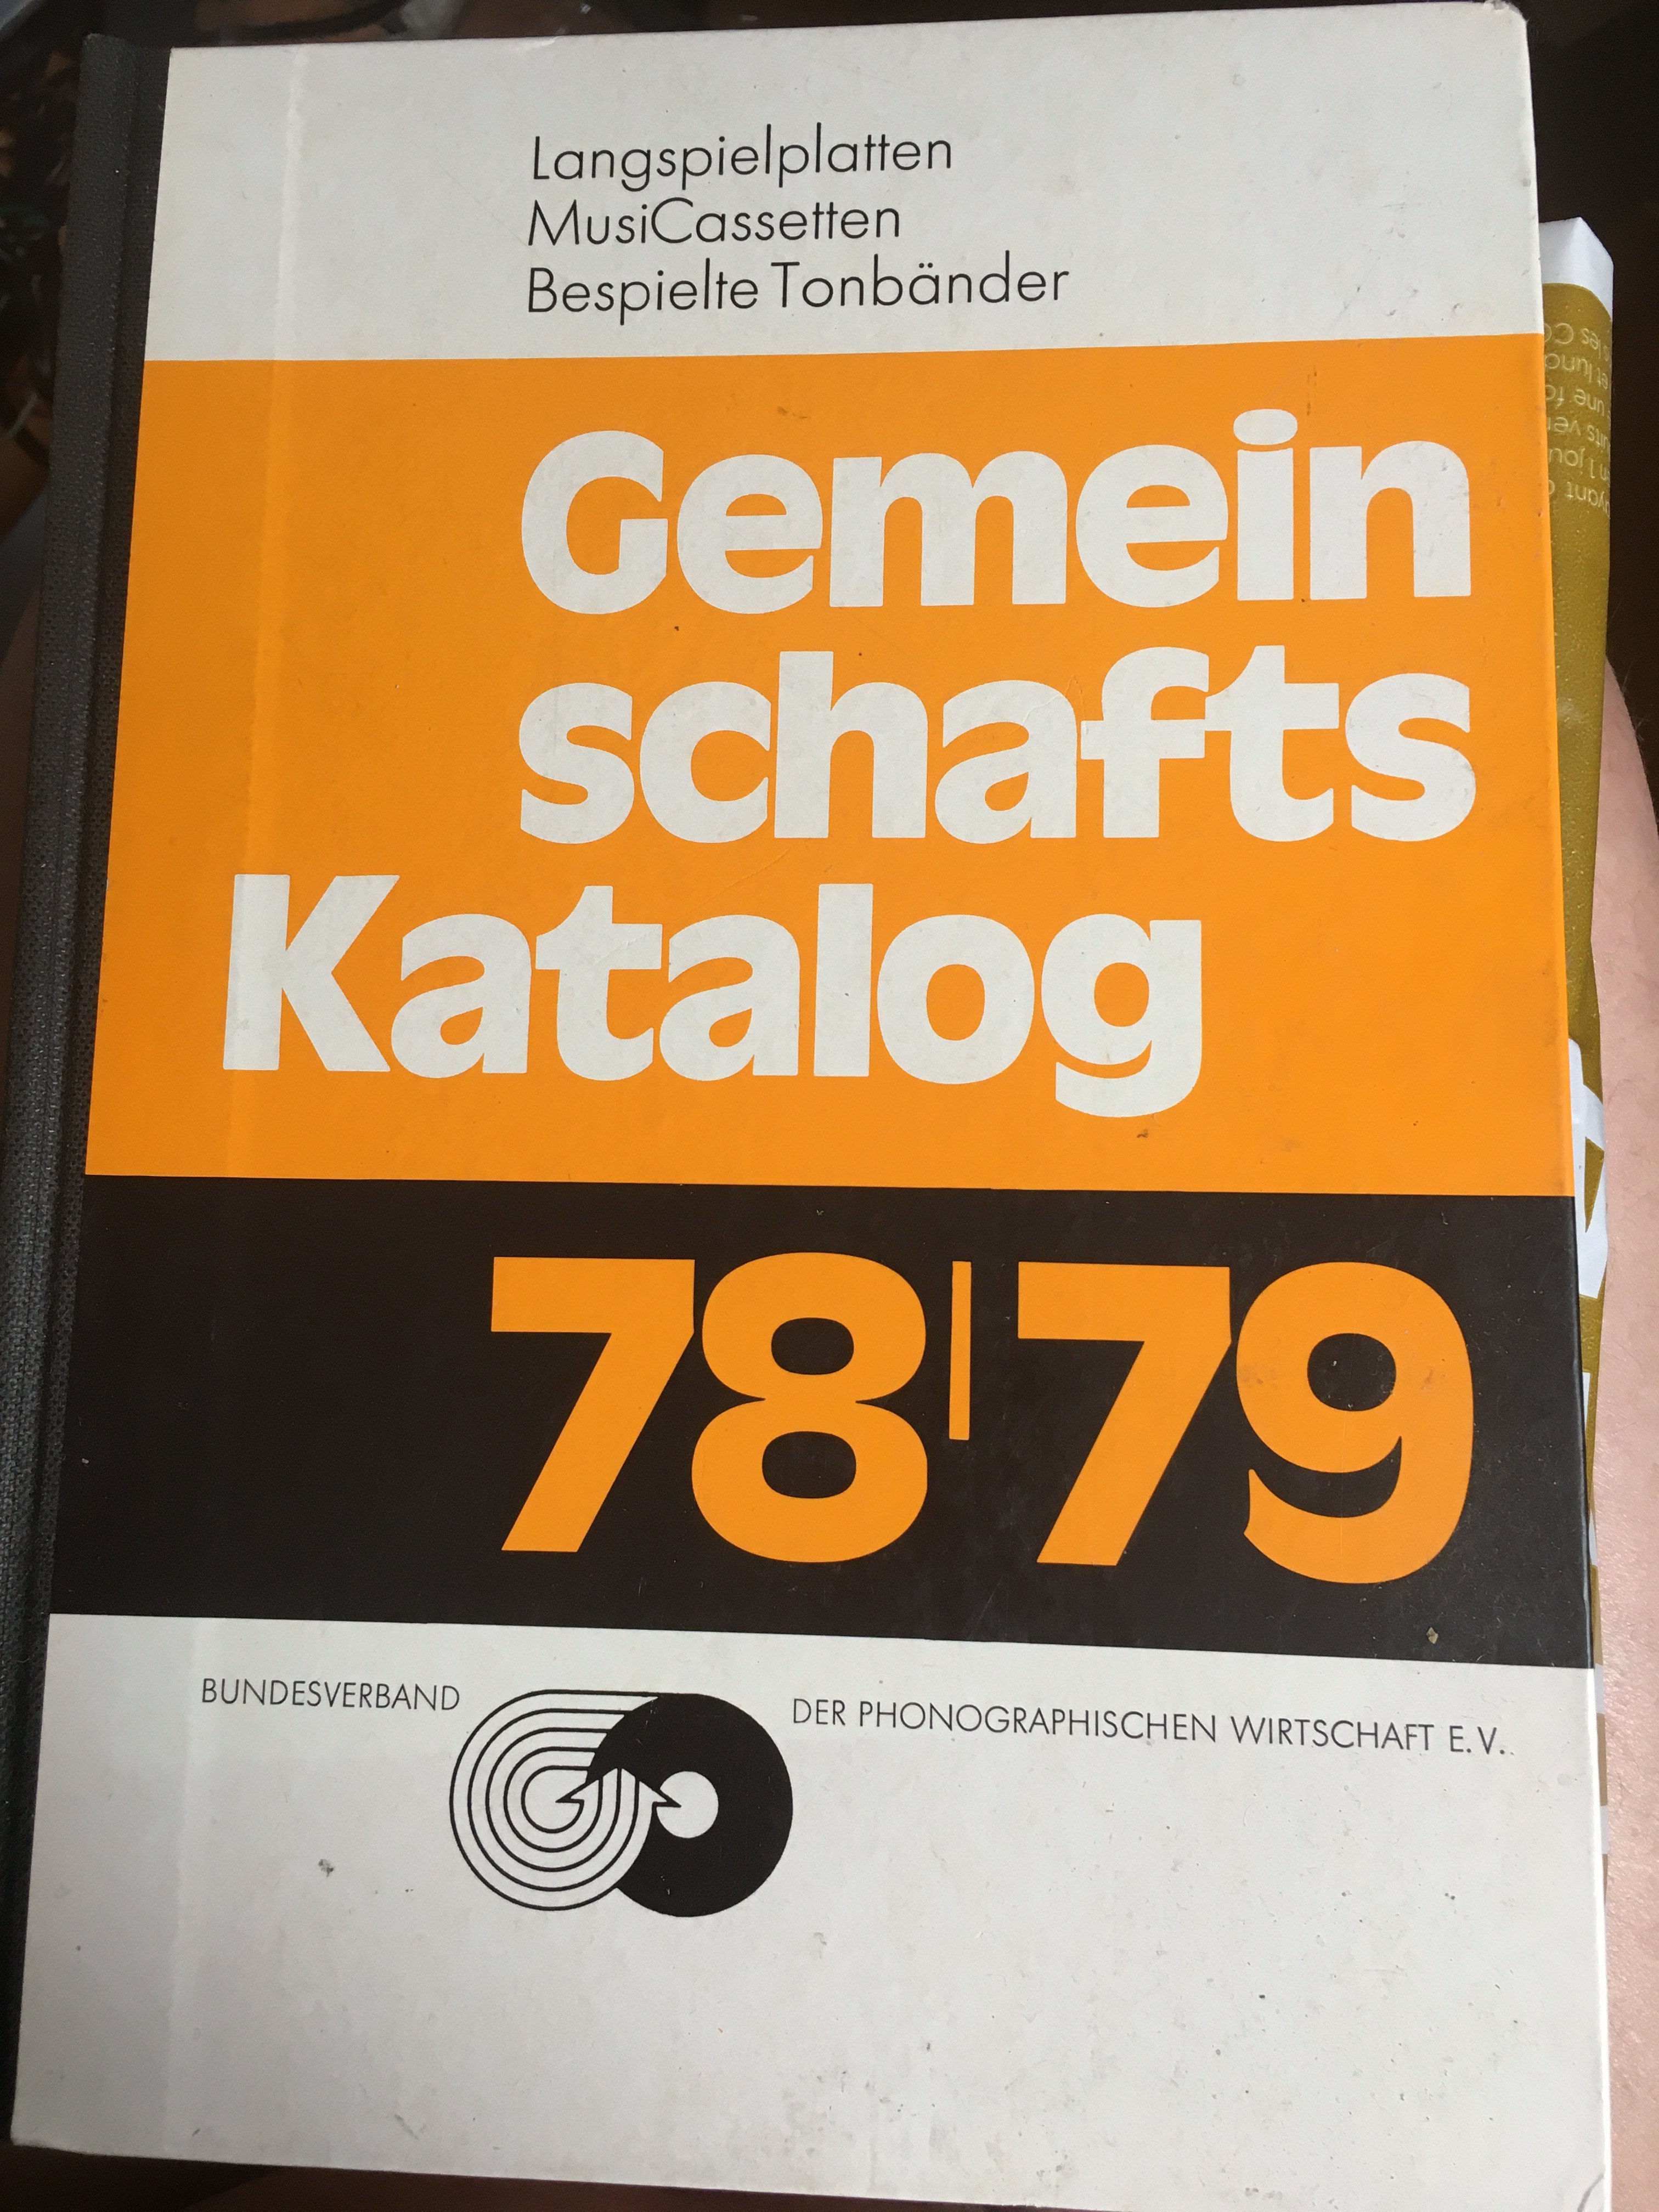 Langspielplatten
MusiCassetten
Bespielte Tonbänder
Gemein
schafts
Katalog
78|79
BUNDESVERBAND DER PHONOGRAPHISCHEN WIRTSCHAFT E.V.